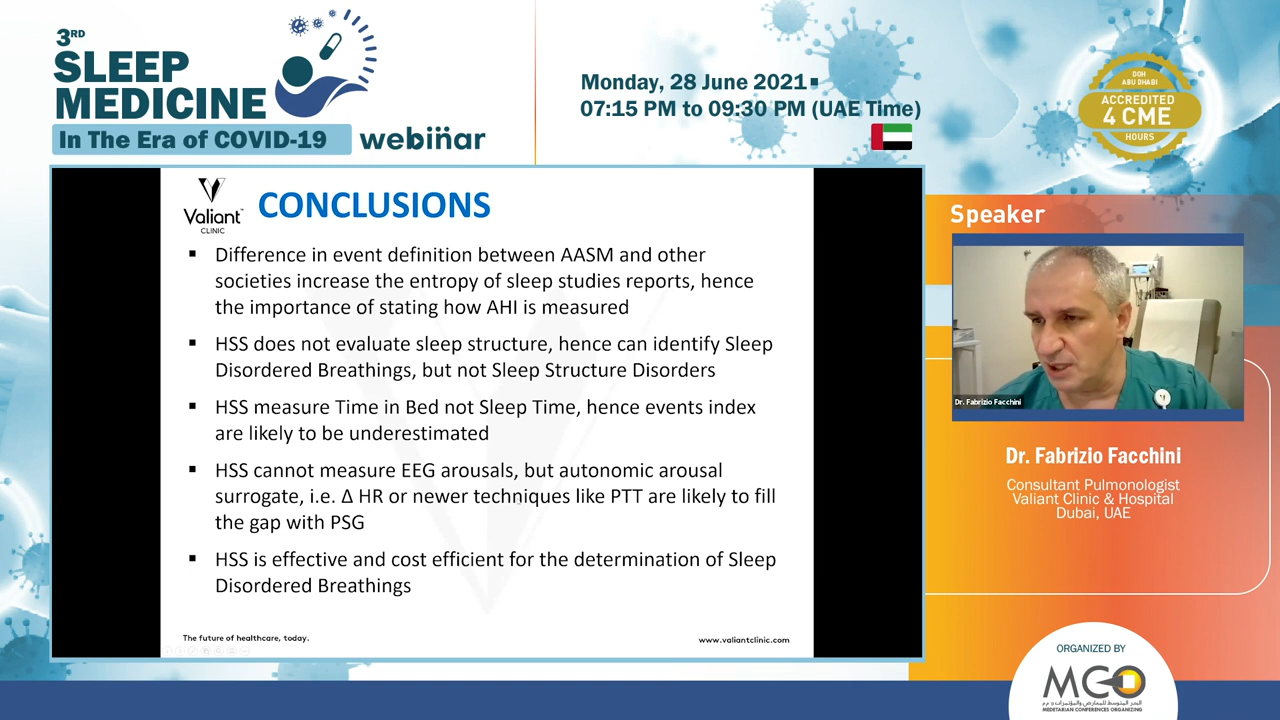 3RD
SLEEP
MEDICINE
In The Era of COVID-19
webinar
Monday, 28 June 2021
07:15 PM to 09:30 PM (UAE Time)
DOH
ABU DHABI
ACCREDITED
4 CME
HOURS
Valiant
CLINIC
CONCLUSIONS
▪ Difference in event definition between AASM and other
societies increase the entropy of sleep studies reports, hence
the importance of stating how AHI is measured
▪ HSS does not evaluate sleep structure, hence can identify Sleep
Disordered Breathings, but not Sleep Structure Disorders
▪ HSS measure Time in Bed not Sleep Time, hence events index
are likely to be underestimated
▪ HSS cannot measure EEG arousals, but autonomic arousal
surrogate, i.e. Δ HR or newer techniques like PTT are likely to fill
the gap with PSG
▪ HSS is effective and cost efficient for the determination of Sleep
Disordered Breathings
The future of healthcare, today.
www.valiantclinic.com
Speaker
Dr. Fabrizio Facchini
Dr. Fabrizio Facchini
Consultant Pulmonologist
Valiant Clinic & Hospital
Dubai, UAE
ORGANIZED BY
MCO
البحر المتوسط للمعارض والمؤتمرات ذ م م
MEDETARIAN CONFERENCES ORGANIZING